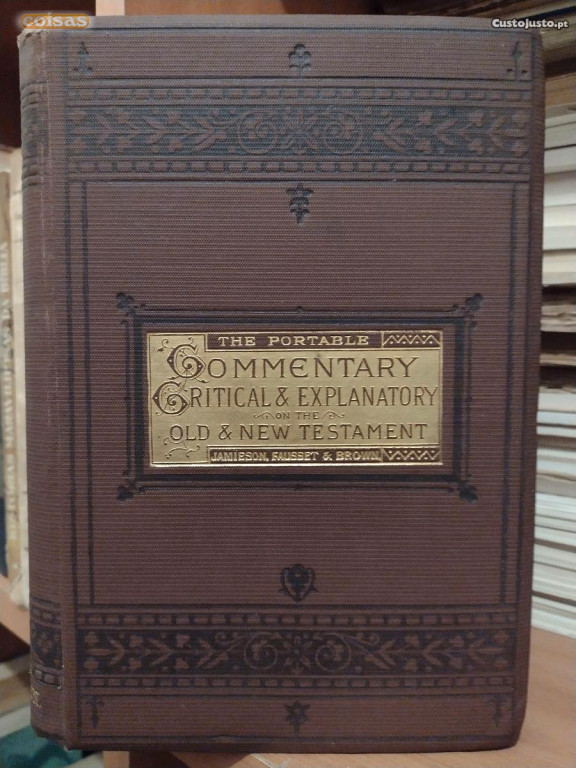 coisas
CustoJusto.pt
THE PORTABLE
COMMENTARY
CRITICAL & EXPLANATORY
ON THE
OLD & NEW TESTAMENT
JAMIESON, FAUSSET & BROWN.